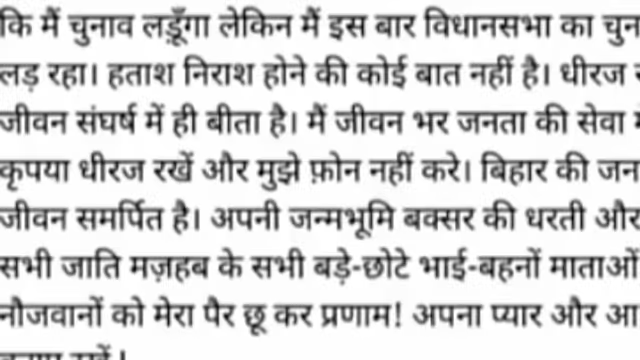 कि मैं चुनाव लड़ूँगा लेकिन मैं इस बार विधानसभा का
लड़ रहा। हताश निराश होने की कोई बात नहीं है। धीरज
जीवन संघर्ष में ही बीता है। मैं जीवन भर जनता की सेवा
कृपया धीरज रखें और मुझे फ़ोन नहीं करे। बिहार की
जीवन समर्पित है। अपनी जन्मभूमि बक्सर की धरती और
सभी जाति मज़हब के सभी बड़े-छोटे भाई-बहनों माताओं
नौजवानों को मेरा पैर छू कर प्रणाम! अपना प्यार और